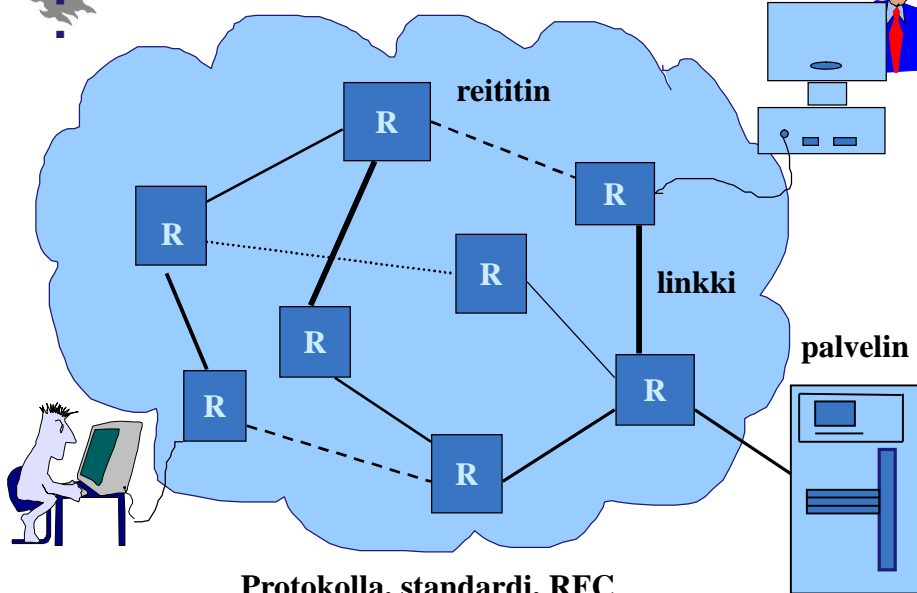 reititin
R
R
R
R
linkki
R
palvelin
R
R
R
Protokolla, standardi, RFC